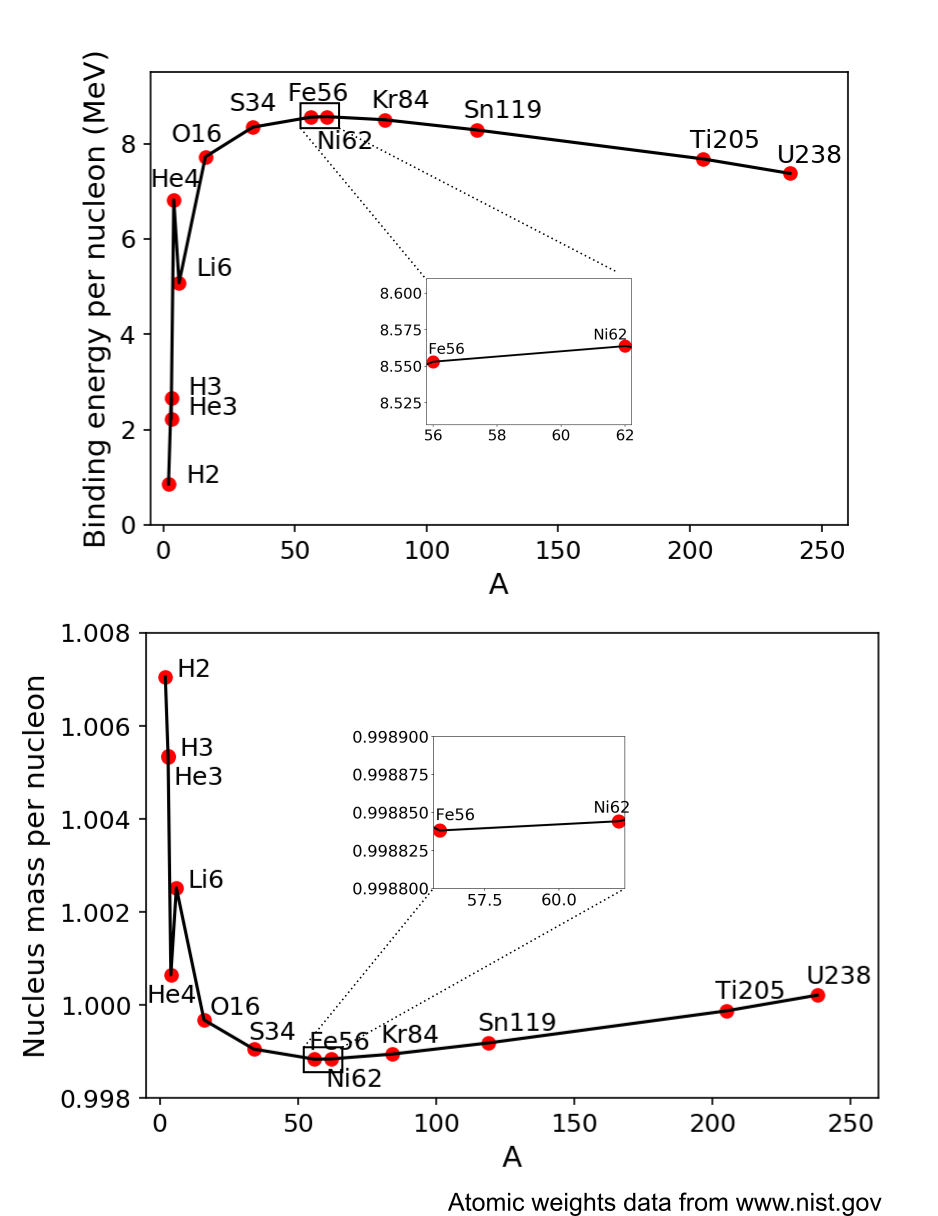 Binding energy per nucleon (MeV)
8
6
4
2
0
0
50
100
150
200
250
A
H2
H3
He3
He4
Li6
O16
S34
Fe56
Ni62
Kr84
Sn119
Ti205
U238
8.600
8.575
8.550
8.525
56
58
60
62
Fe56
Ni62
Nucleus mass per nucleon
1.008
1.006
1.004
1.002
1.000
0.998
0
50
100
150
200
250
A
H2
H3
He3
Li6
He4
O16
S34
Fe56
Ni62
Kr84
Sn119
Ti205
U238
0.998900
0.998875
0.998850
0.998825
0.998800
57.5
60.0
Fe56
Ni62
Atomic weights data from www.nist.gov